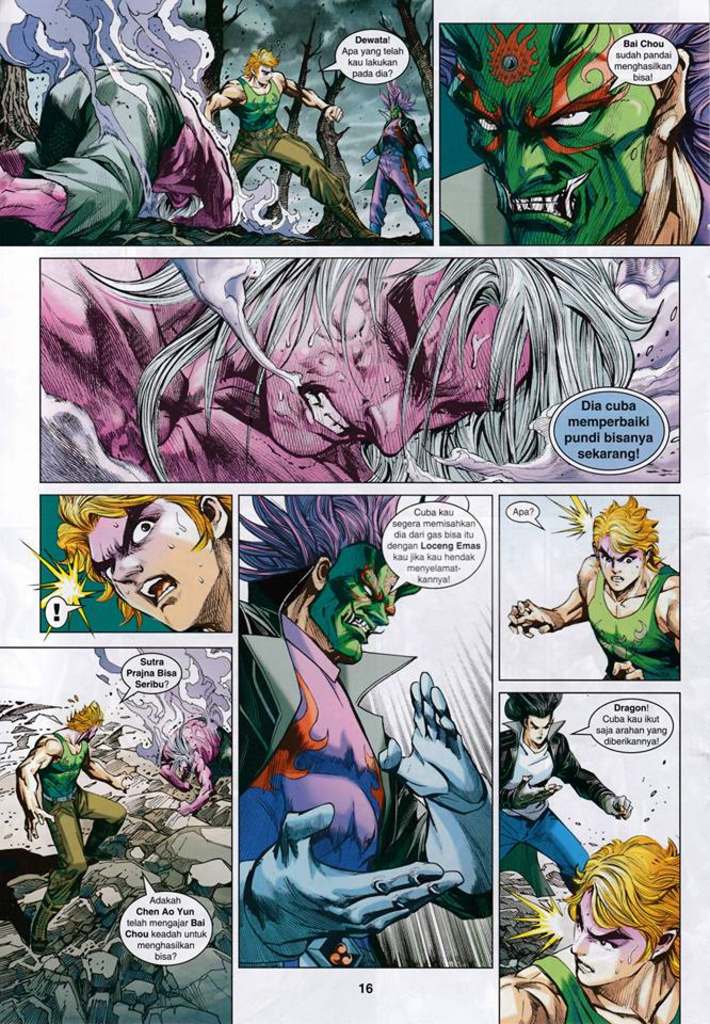 Dewata!
Apa yang telah
kau lakukan
pada dia?
Bai Chou
sudah pandai
menghasilkan
bisa!
Dia cuba
memperbaiki
pundi bisanya
sekarang!
!
Cuba kau
segera memisahkan
dia dari gas bisa itu
dengan Loceng Emas
kau jika kau hendak
menyelamat-
kannya!
Apa?
Sutra
Prajna Bisa
Seribu?
Adakah
Chen Ao Yun
telah mengajar Bai
Chou keadah untuk
menghasilkan
bisa?
Dragon!
Cuba kau ikut
saja arahan yang
diberikannya!
16